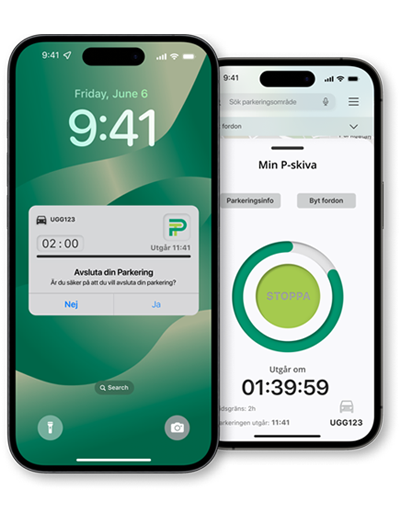 9:41
Friday, June 6
9:41
UGG123
02:00
Utgår 11:41
Avsluta din Parkering
Är du säker på att du vill avsluta din parkering?
Nej
Ja
Search
9:41
Sök parkeringsområde
fordon
Min P-skiva
Parkeringsinfo
Byt fordon
STOPPA
Utgår om
01:39:59
dsgräns: 2h
arkeringen utgår: 11:41
UGG123